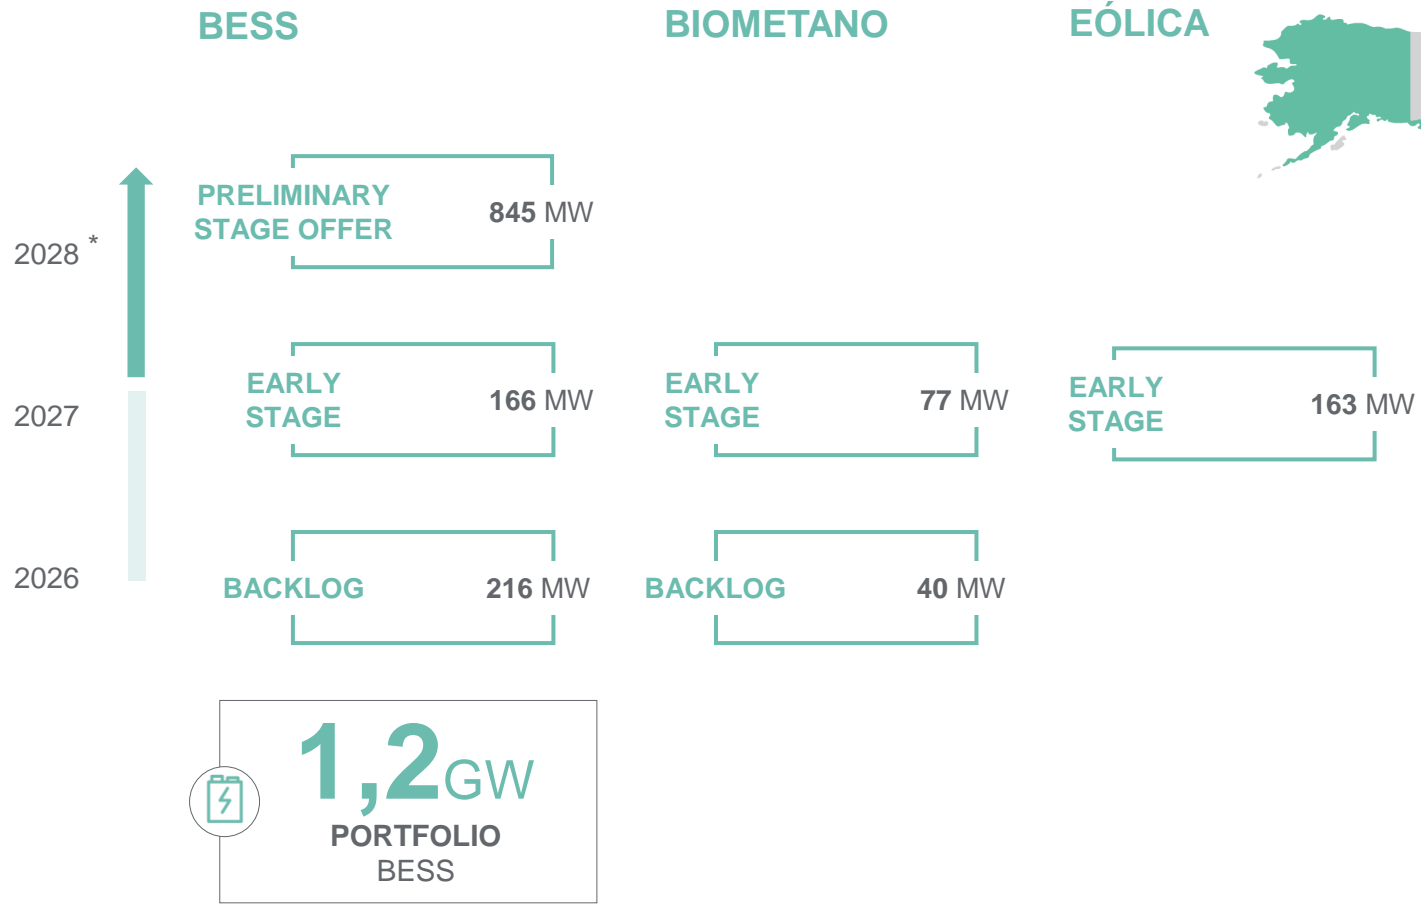 BESS
BIOMETANO
EÓLICA
2028 *
PRELIMINARY
STAGE OFFER
845 MW
2027
EARLY
STAGE
166 MW
EARLY
STAGE
77 MW
EARLY
STAGE
163 MW
2026
BACKLOG
216 MW
BACKLOG
40 MW
1,2GW
PORTFOLIO
BESS